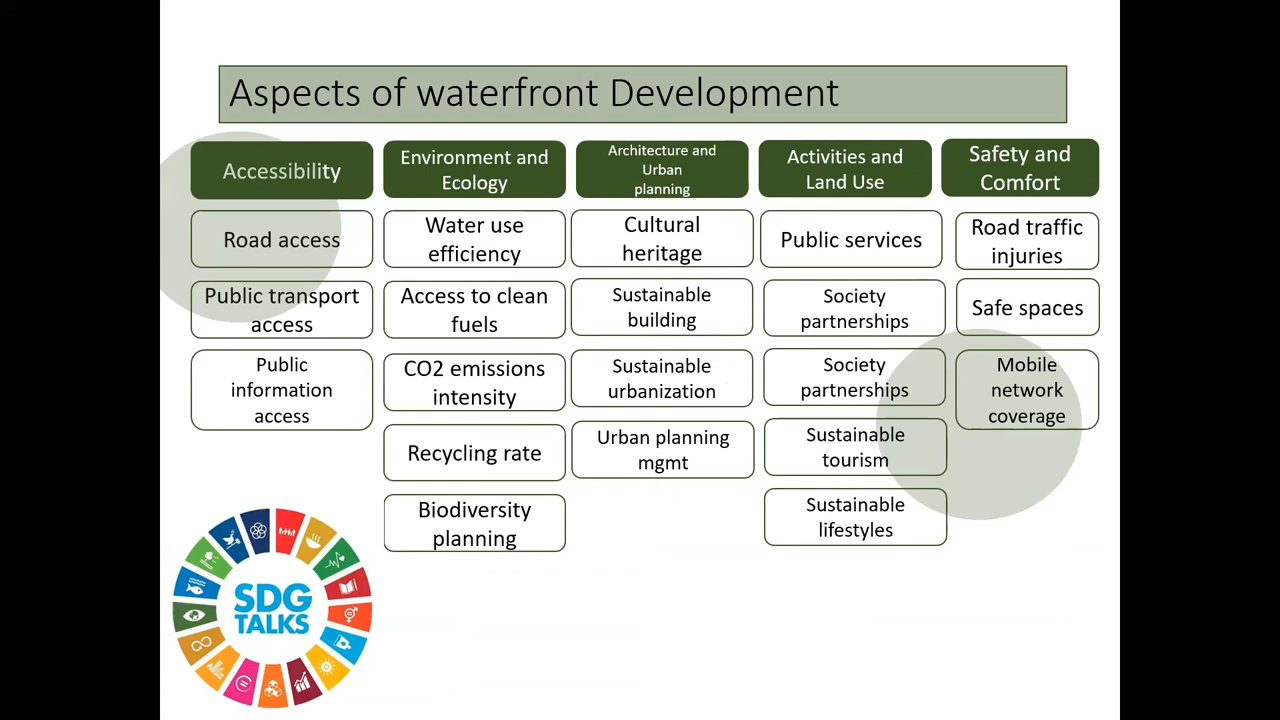 Aspects of waterfront Development
Accessibility
Road access
Public transport
access
Public
information
access
Environment and
Ecology
Water use
efficiency
Access to clean
fuels
CO2 emissions
intensity
Recycling rate
Biodiversity
planning
Architecture and
Urban
planning
Cultural
heritage
Sustainable
building
Sustainable
urbanization
Urban planning
mgmt
Activities and
Land Use
Public services
Society
partnerships
Society
partnerships
Sustainable
tourism
Sustainable
lifestyles
Safety and
Comfort
Road traffic
injuries
Safe spaces
Mobile
network
coverage
SDG
TALKS